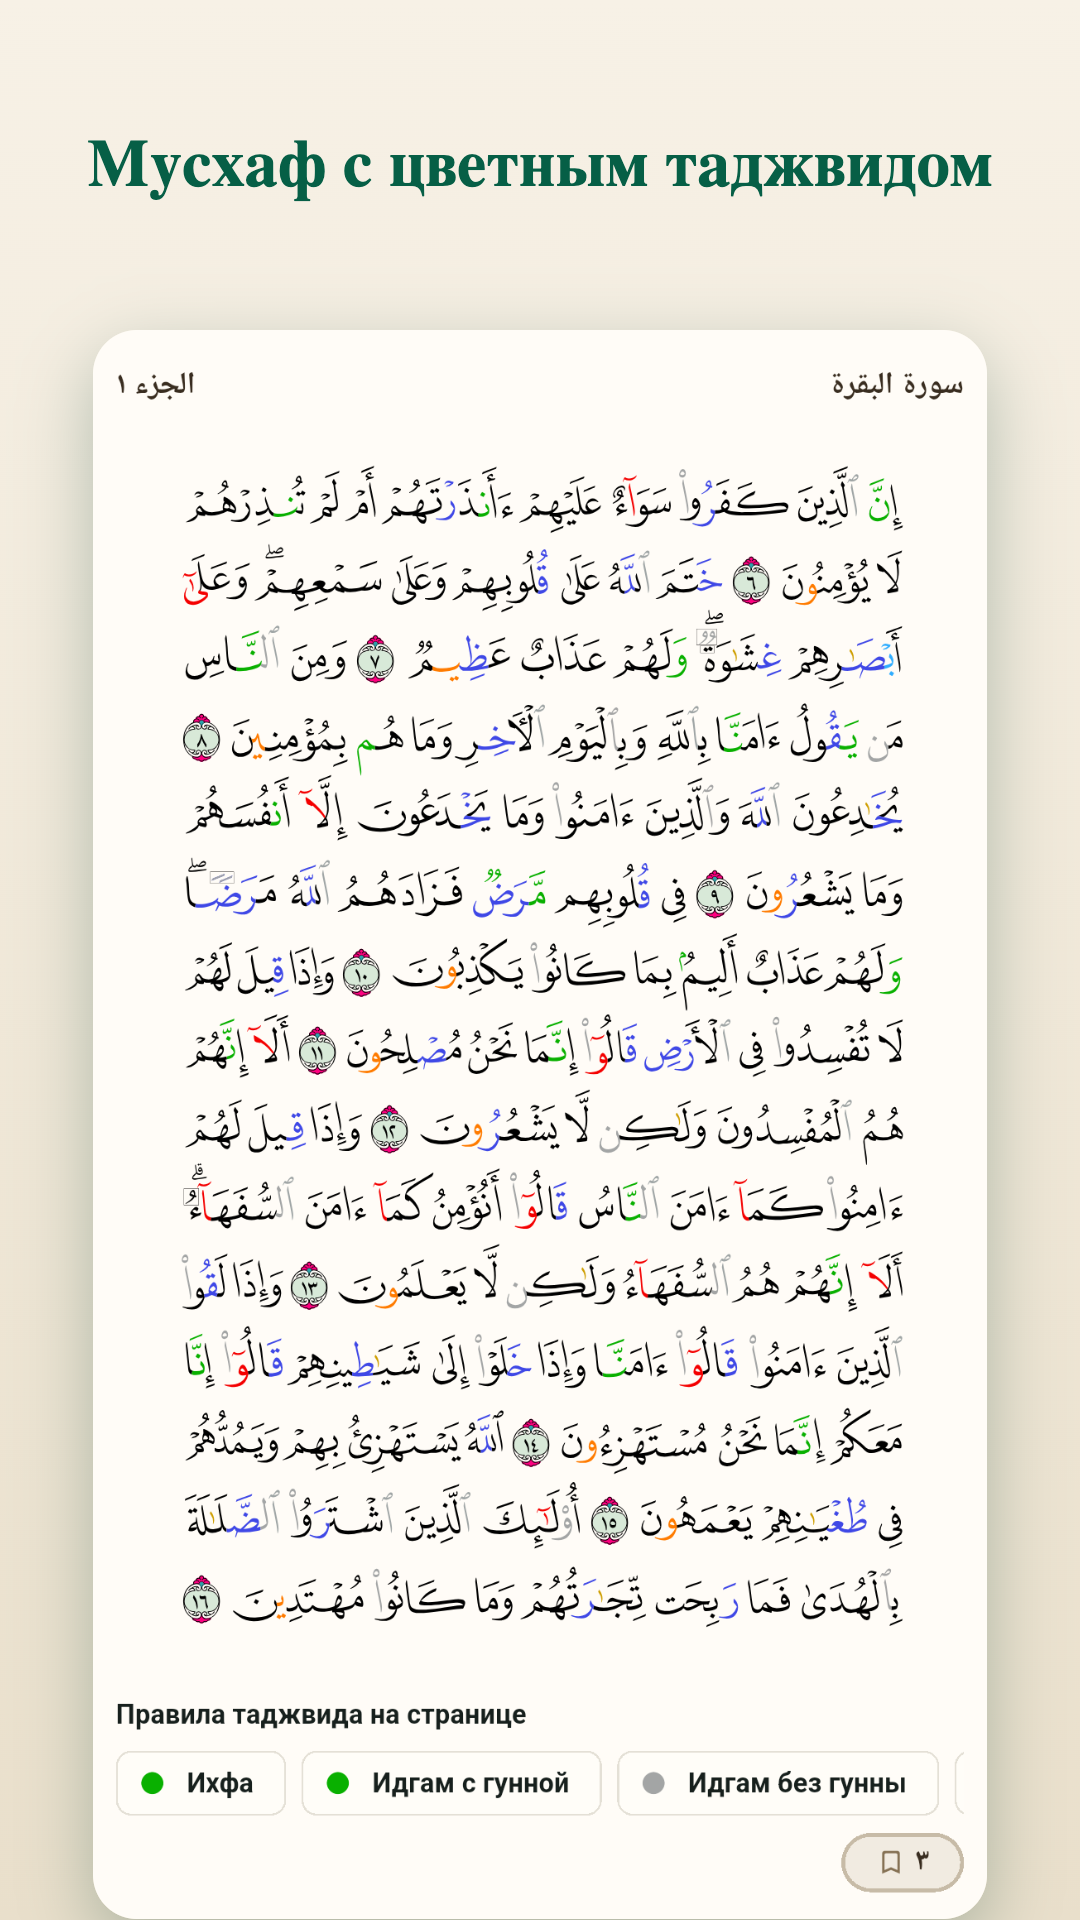 Мусхаф с цветным таджвидом
سورة البقرة
الجزء ١
إِنَّ ٱلَّذِينَ كَفَرُوا۟ سَوَآءٌ عَلَيْهِمْ ءَأَنذَرْتَهُمْ أَمْ لَمْ تُنذِرْهُمْ
لَا يُؤْمِنُونَ ٦ خَتَمَ ٱللَّهُ عَلَىٰ قُلُوبِهِمْ وَعَلَىٰ سَمْعِهِمْ ۖ وَعَلَىٰٓ
أَبْصَـٰرِهِمْ غِشَـٰوَةٌ ۖ وَلَهُمْ عَذَابٌ عَظِيمٌ ٧ وَمِنَ ٱلنَّاسِ
مَن يَقُولُ ءَامَنَّا بِٱللَّهِ وَبِٱلْيَوْمِ ٱلْـَٔاخِرِ وَمَا هُم بِمُؤْمِنِينَ ٨
يُخَـٰدِعُونَ ٱللَّهَ وَٱلَّذِينَ ءَامَنُوا۟ وَمَا يَخْدَعُونَ إِلَّآ أَنفُسَهُمْ
وَمَا يَشْعُرُونَ ٩ فِى قُلُوبِهِم مَّرَضٌ فَزَادَهُمُ ٱللَّهُ مَرَضًا ۖ
وَلَهُمْ عَذَابٌ أَلِيمٌۢ بِمَا كَانُوا۟ يَكْذِبُونَ ١٠ وَإِذَا قِيلَ لَهُمْ
لَا تُفْسِدُوا۟ فِى ٱلْأَرْضِ قَالُوٓا۟ إِنَّمَا نَحْنُ مُصْلِحُونَ ١١ أَلَآ إِنَّهُمْ
هُمُ ٱلْمُفْسِدُونَ وَلَـٰكِن لَّا يَشْعُرُونَ ١٢ وَإِذَا قِيلَ لَهُمْ
ءَامِنُوا۟ كَمَآ ءَامَنَ ٱلنَّاسُ قَالُوٓا۟ أَنُؤْمِنُ كَمَآ ءَامَنَ ٱلسُّفَهَآءُ ۗ
أَلَآ إِنَّهُمْ هُمُ ٱلسُّفَهَآءُ وَلَـٰكِن لَّا يَعْلَمُونَ ١٣ وَإِذَا لَقُوا۟
ٱلَّذِينَ ءَامَنُوا۟ قَالُوٓا۟ ءَامَنَّا وَإِذَا خَلَوْا۟ إِلَىٰ شَيَـٰطِينِهِمْ قَالُوٓا۟ إِنَّا
مَعَكُمْ إِنَّمَا نَحْنُ مُسْتَهْزِءُونَ ١٤ ٱللَّهُ يَسْتَهْزِئُ بِهِمْ وَيَمُدُّهُمْ
فِى طُغْيَـٰنِهِمْ يَعْمَهُونَ ١٥ أُو۟لَـٰٓئِكَ ٱلَّذِينَ ٱشْتَرَوُا۟ ٱلضَّلَـٰلَةَ
بِٱلْهُدَىٰ فَمَا رَبِحَت تِّجَـٰرَتُهُمْ وَمَا كَانُوا۟ مُهْتَدِينَ ١٦
Правила таджвида на странице
Ихфа
Идгам с гунной
Идгам без гунны
٣